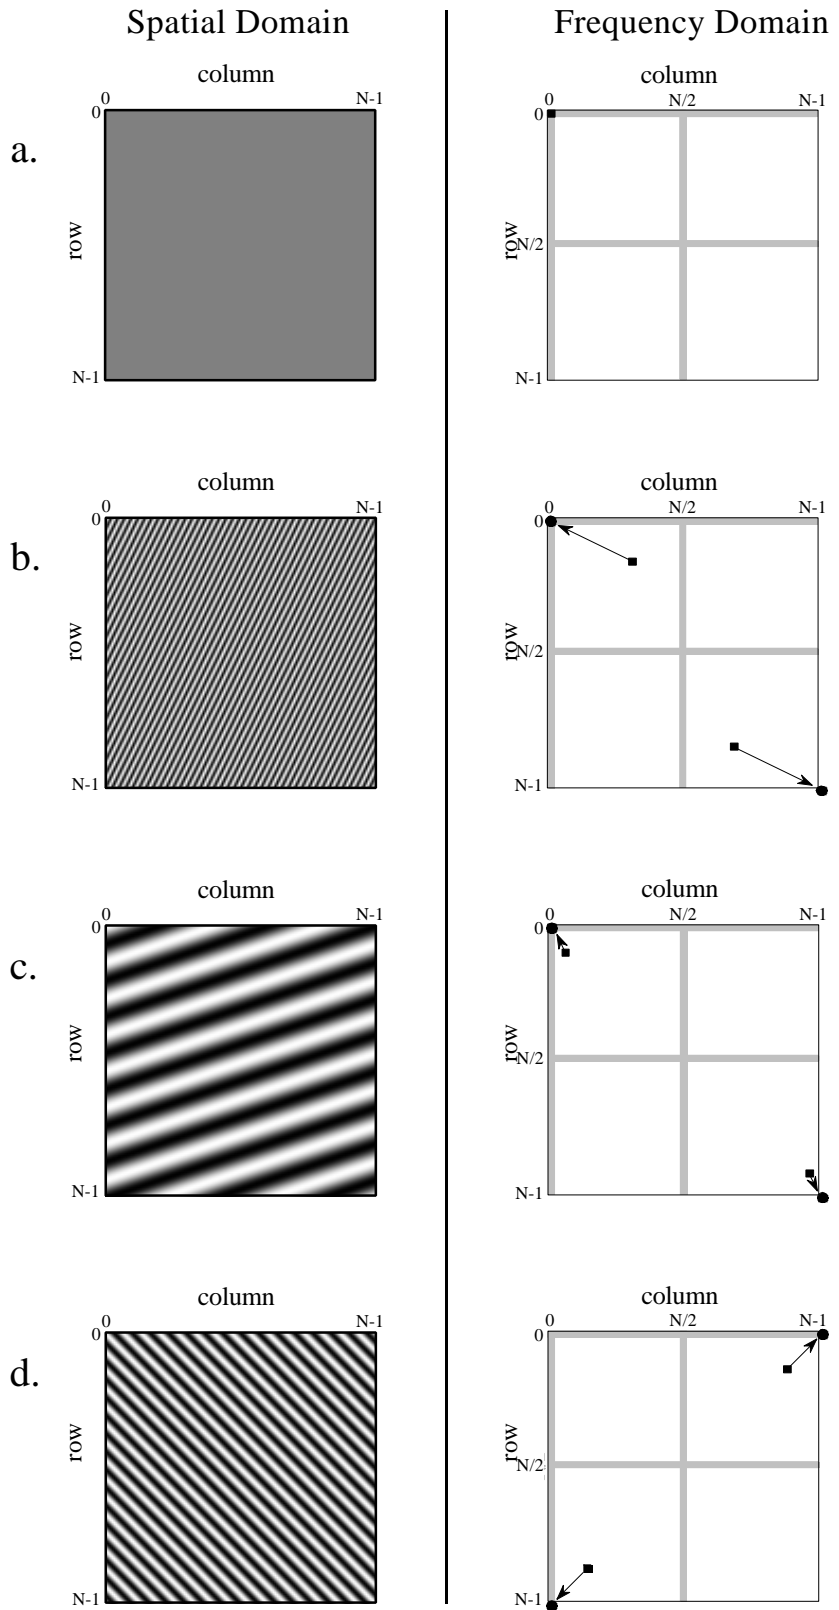 Spatial Domain
Frequency Domain
a.
column
0 N-1
0
row
N-1
column
0 N/2 N-1
0
row
N/2
N-1
b.
column
0 N-1
0
row
N-1
column
0 N/2 N-1
0
row
N/2
N-1
c.
column
0 N-1
0
row
N-1
column
0 N/2 N-1
0
row
N/2
N-1
d.
column
0 N-1
0
row
N-1
column
0 N/2 N-1
0
row
N/2
N-1